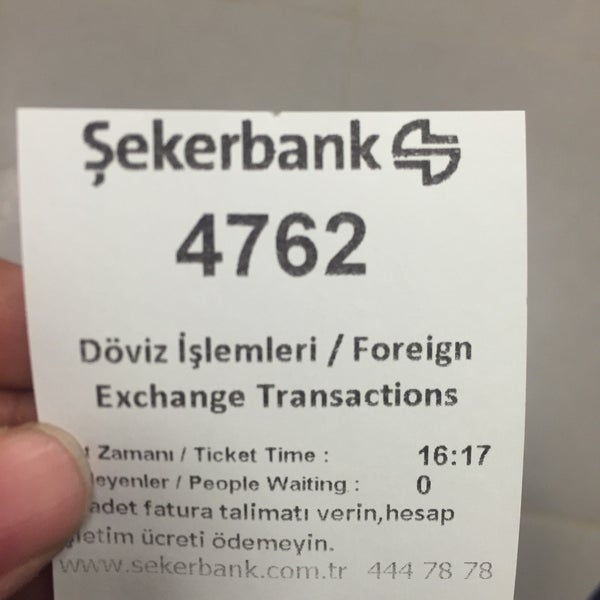 Şekerbank
4762
Döviz İşlemleri / Foreign
Exchange Transactions
Zamanı / Ticket Time : 16:17
/ People Waiting : 0
adet fatura talimatı verin,hesap
ücreti ödemeyin.
www.sekerbank.com.tr 444 78 78